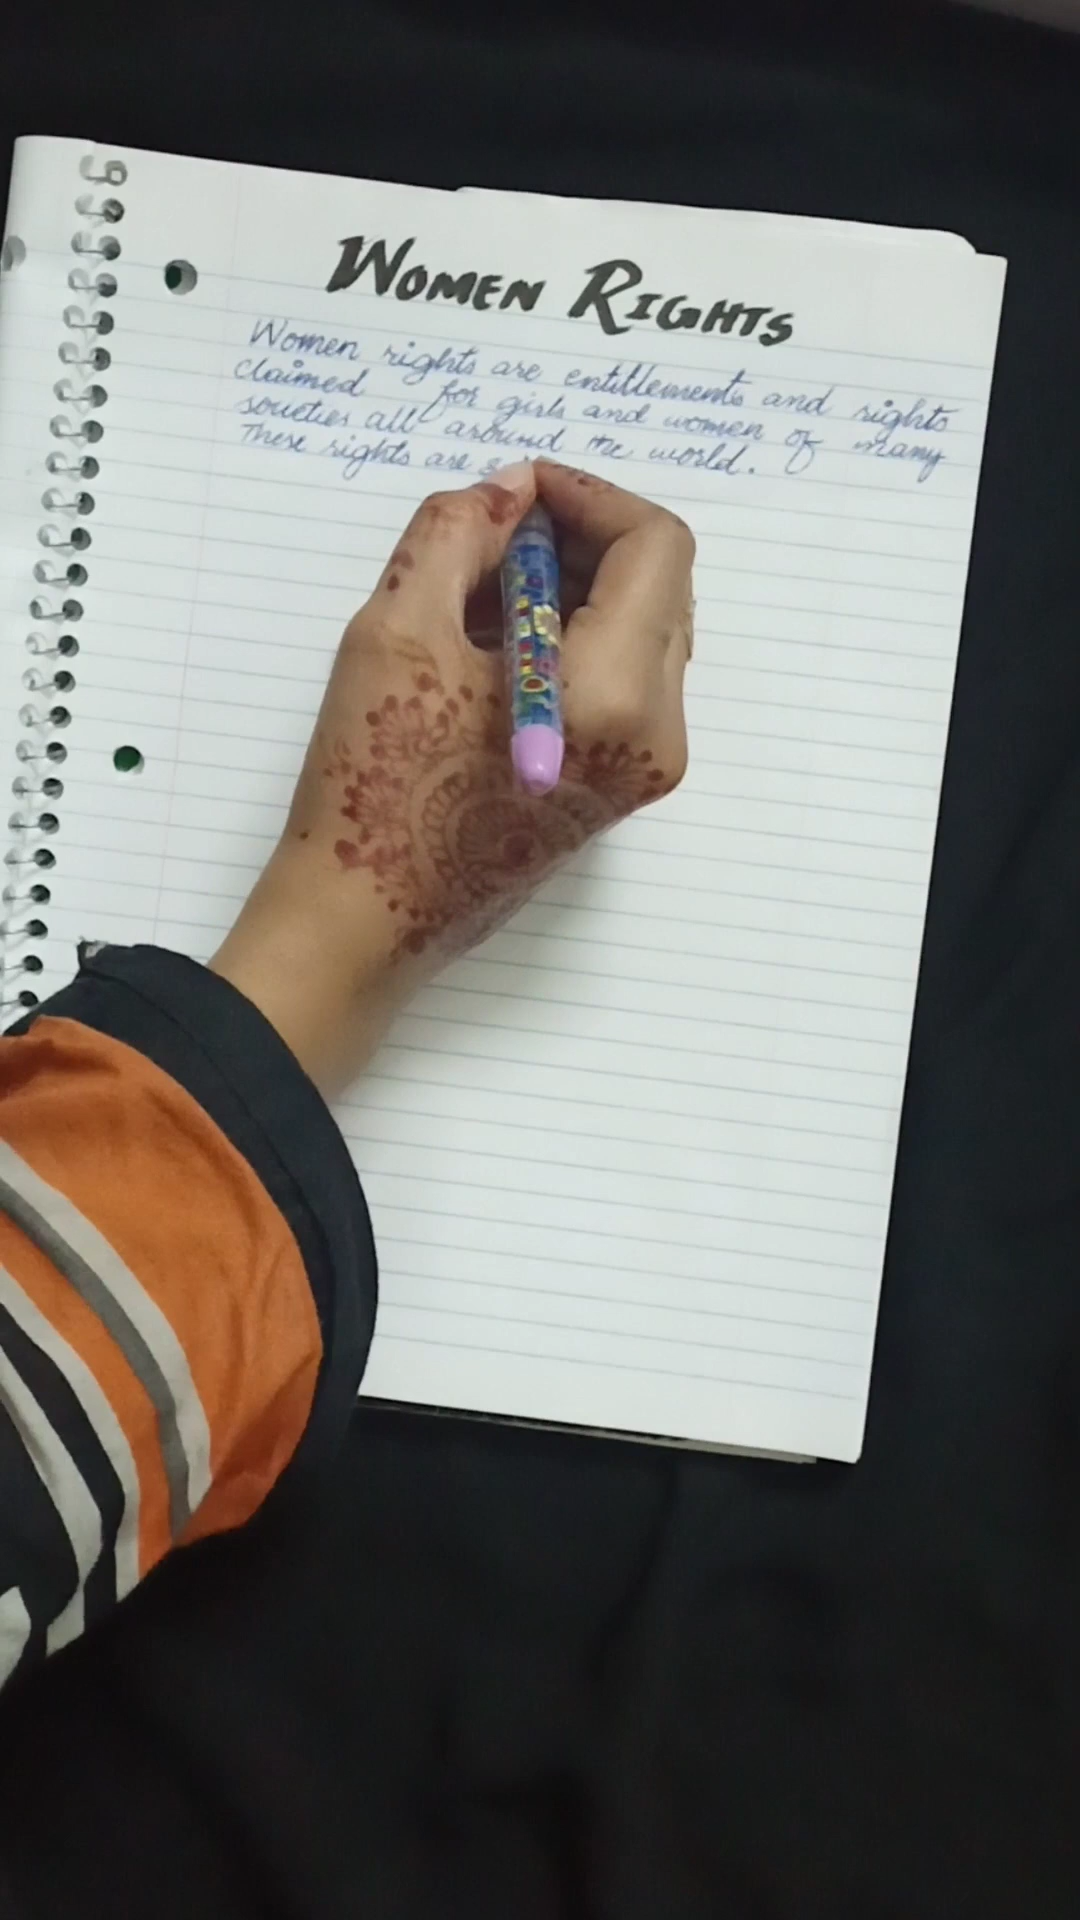 WOMEN RIGHTS
Women rights are entitlements and rights
claimed for girls and women of many
societies all around the world.
These rights are